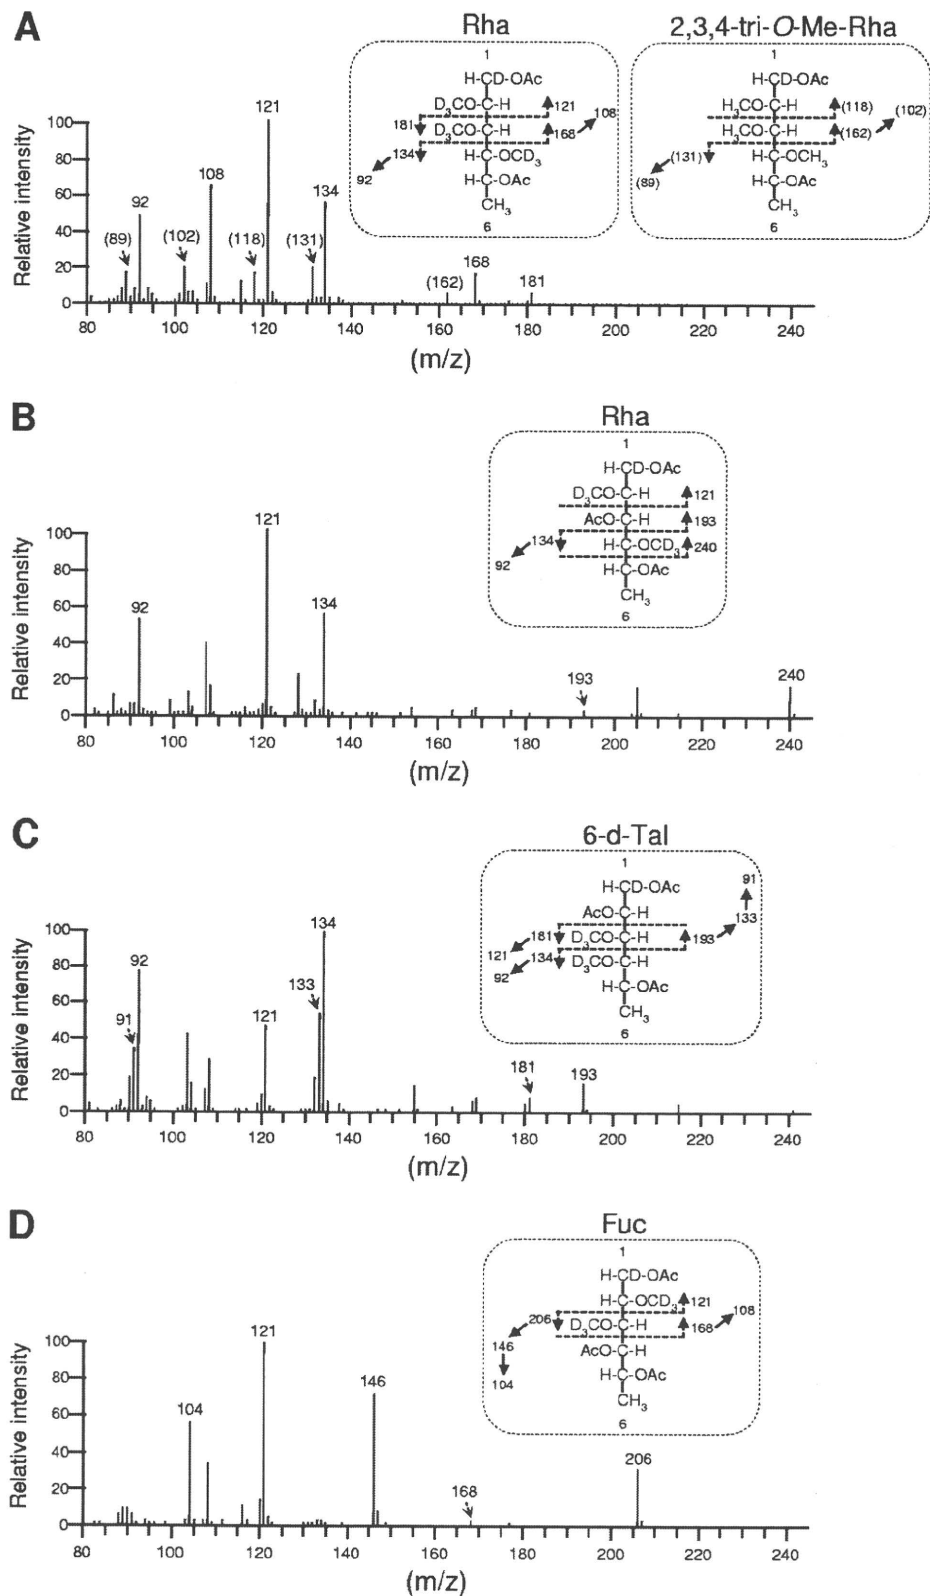 A
Rha
2,3,4-tri-O-Me-Rha
1
H-CD-OAc
D3CO-C-H
121
181
D3CO-C-H
168
108
134
H-C-OCD3
92
H-C-OAc
CH3
6
1
H-CD-OAc
H3CO-C-H
(118)
H3CO-C-H
(162)
(102)
(131)
H-C-OCH3
(89)
H-C-OAc
CH3
6
Relative intensity
100
80
60
40
20
0
(89)
92
(102)
108
(118)
121
(131)
134
(162)
168
181
80 100 120 140 160 180 200 220 240
(m/z)
B
Rha
1
H-CD-OAc
D3CO-C-H
121
AcO-C-H
193
134
H-C-OCD3
240
92
H-C-OAc
CH3
6
Relative intensity
100
80
60
40
20
0
92
121
134
193
240
80 100 120 140 160 180 200 220 240
(m/z)
C
6-d-Tal
1
H-CD-OAc
91
AcO-C-H
133
181
D3CO-C-H
193
121
134
D3CO-C-H
92
H-C-OAc
CH3
6
Relative intensity
100
80
60
40
20
0
91
92
121
133
134
181
193
80 100 120 140 160 180 200 220 240
(m/z)
D
Fuc
1
H-CD-OAc
H-C-OCD3
121
206
D3CO-C-H
168
108
146
AcO-C-H
104
H-C-OAc
CH3
6
Relative intensity
100
80
60
40
20
0
104
121
146
168
206
80 100 120 140 160 180 200 220 240
(m/z)